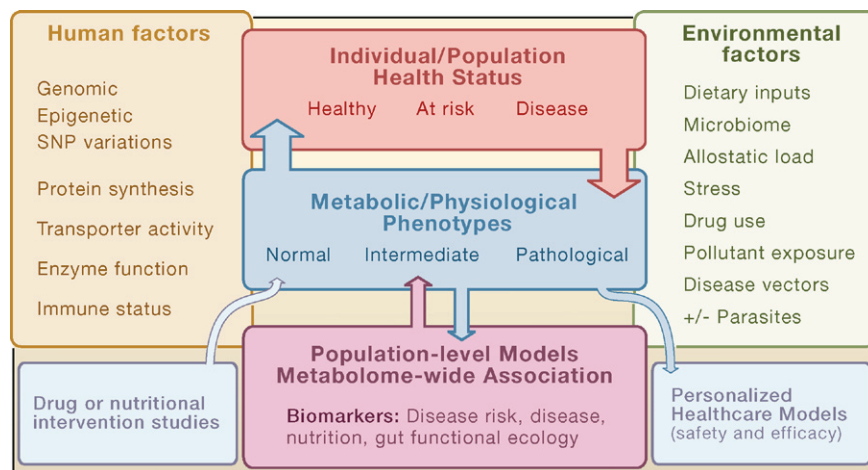 Human factors
Genomic
Epigenetic
SNP variations
Protein synthesis
Transporter activity
Enzyme function
Immune status
Individual/Population
Health Status
Healthy At risk Disease
Metabolic/Physiological
Phenotypes
Normal Intermediate Pathological
Population-level Models
Metabolome-wide Association
Biomarkers: Disease risk, disease,
nutrition, gut functional ecology
Environmental
factors
Dietary inputs
Microbiome
Allostatic load
Stress
Drug use
Pollutant exposure
Disease vectors
+/- Parasites
Drug or nutritional
intervention studies
Personalized
Healthcare Models
(safety and efficacy)